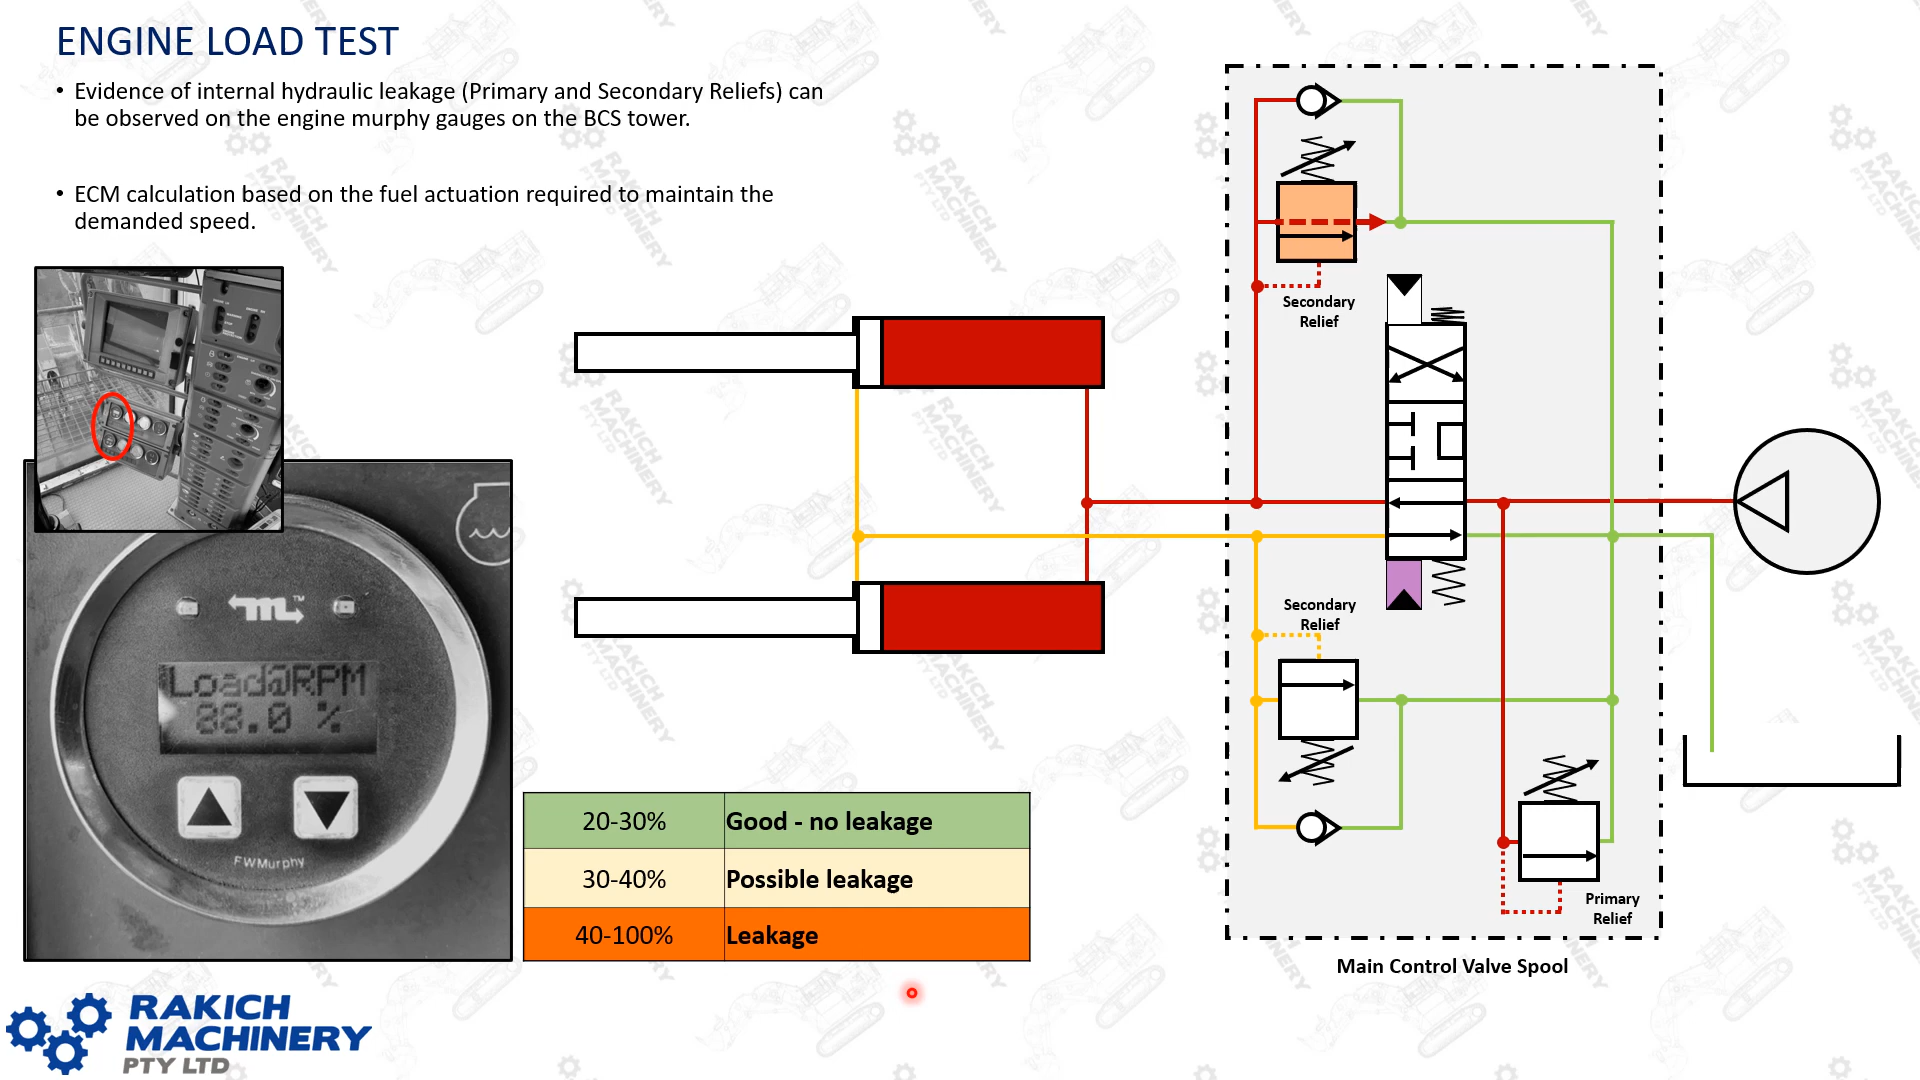 ENGINE LOAD TEST
• Evidence of internal hydraulic leakage (Primary and Secondary Reliefs) can
be observed on the engine murphy gauges on the BCS tower.
• ECM calculation based on the fuel actuation required to maintain the
demanded speed.
Secondary
Relief
Secondary
Relief
Primary
Relief
Main Control Valve Spool
TM
Load@RPM
88.0 %
FWMurphy
20-30% Good - no leakage
30-40% Possible leakage
40-100% Leakage
RAKICH
MACHINERY
PTY LTD